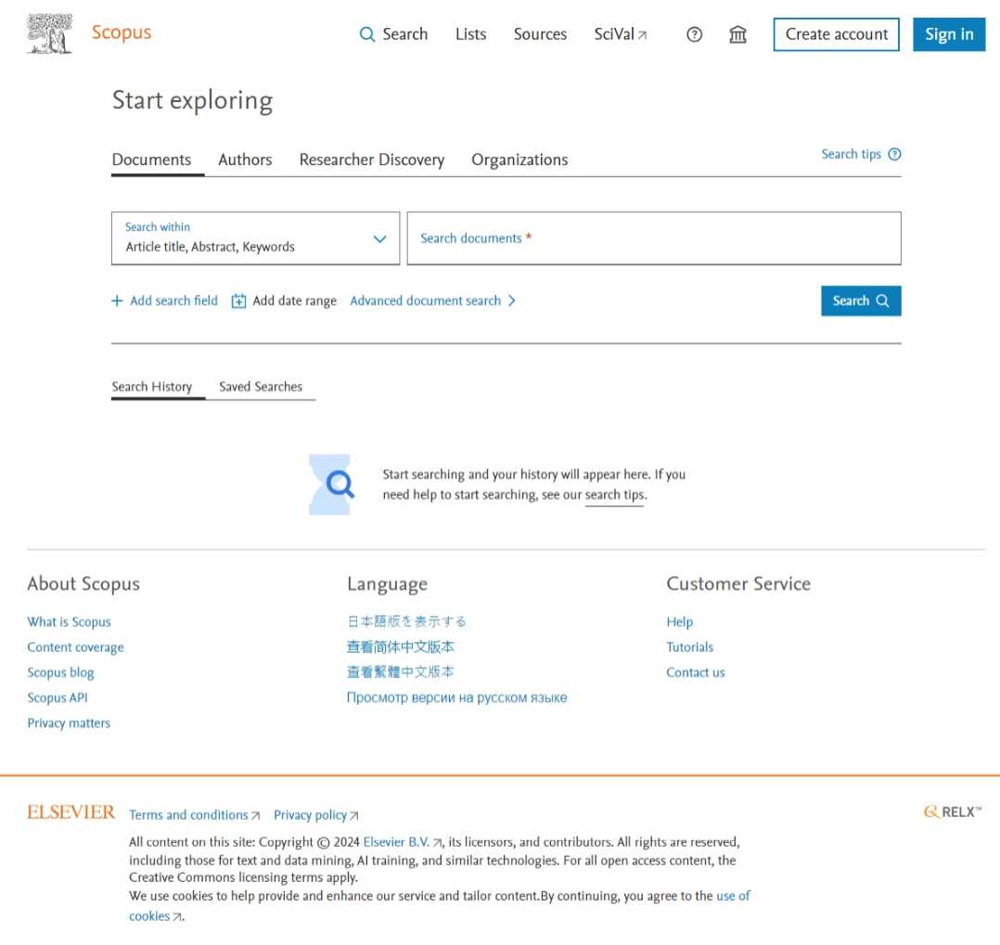 Scopus
Search Lists Sources SciVal Create account Sign in
Start exploring
Documents Authors Researcher Discovery Organizations Search tips
Search within
Article title, Abstract, Keywords
Search documents *
Add search field Add date range Advanced document search Search
Search History Saved Searches
Start searching and your history will appear here. If you
need help to start searching, see our search tips.
About Scopus
What is Scopus
Content coverage
Scopus blog
Scopus API
Privacy matters
Language
日本語版を表示する
查看简体中文版本
查看繁體中文版本
Просмотр версии на русском языке
Customer Service
Help
Tutorials
Contact us
ELSEVIER Terms and conditions Privacy policy RELX™
All content on this site: Copyright © 2024 Elsevier B.V., its licensors, and contributors. All rights are reserved,
including those for text and data mining, AI training, and similar technologies. For all open access content, the
Creative Commons licensing terms apply.
We use cookies to help provide and enhance our service and tailor content.By continuing, you agree to the use of
cookies.